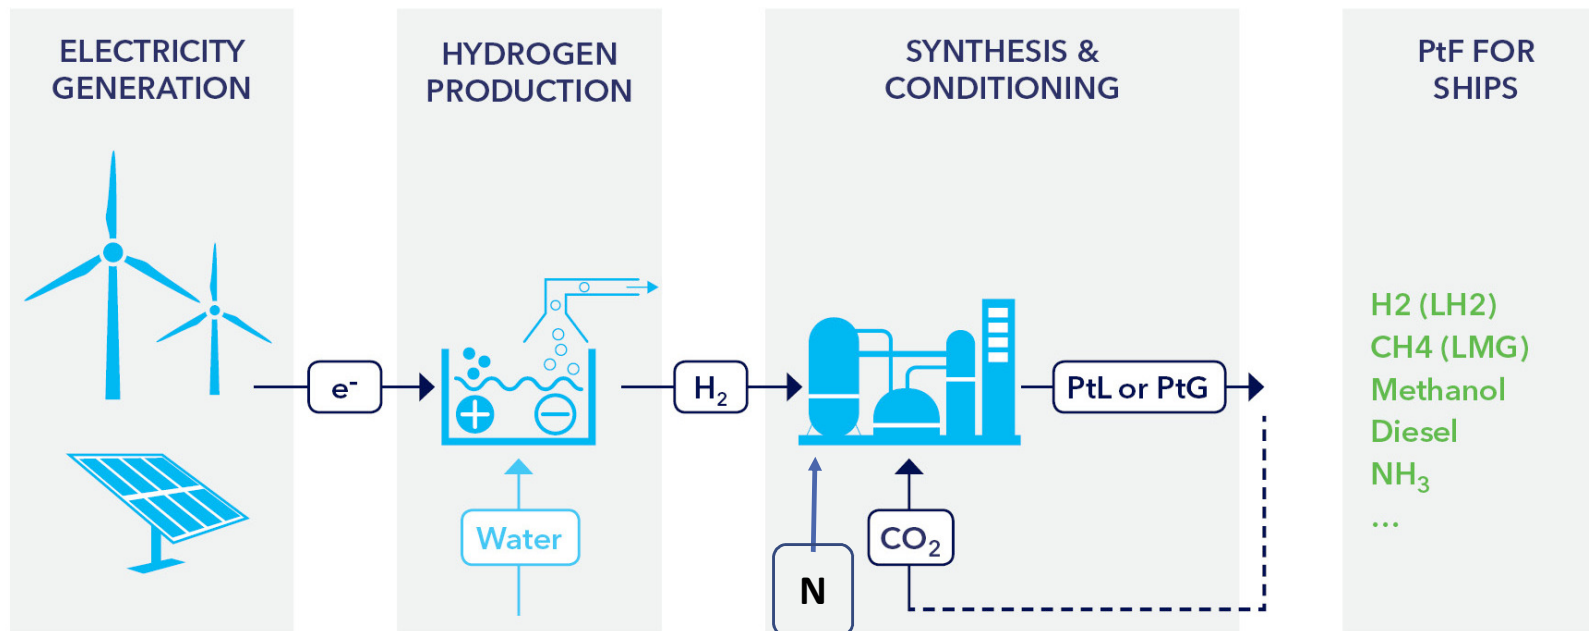 ELECTRICITY
GENERATION
HYDROGEN
PRODUCTION
SYNTHESIS &
CONDITIONING
PtF FOR
SHIPS
e⁻
H₂
PtL or PtG
Water
N
CO₂
H2 (LH2)
CH4 (LMG)
Methanol
Diesel
NH₃
...